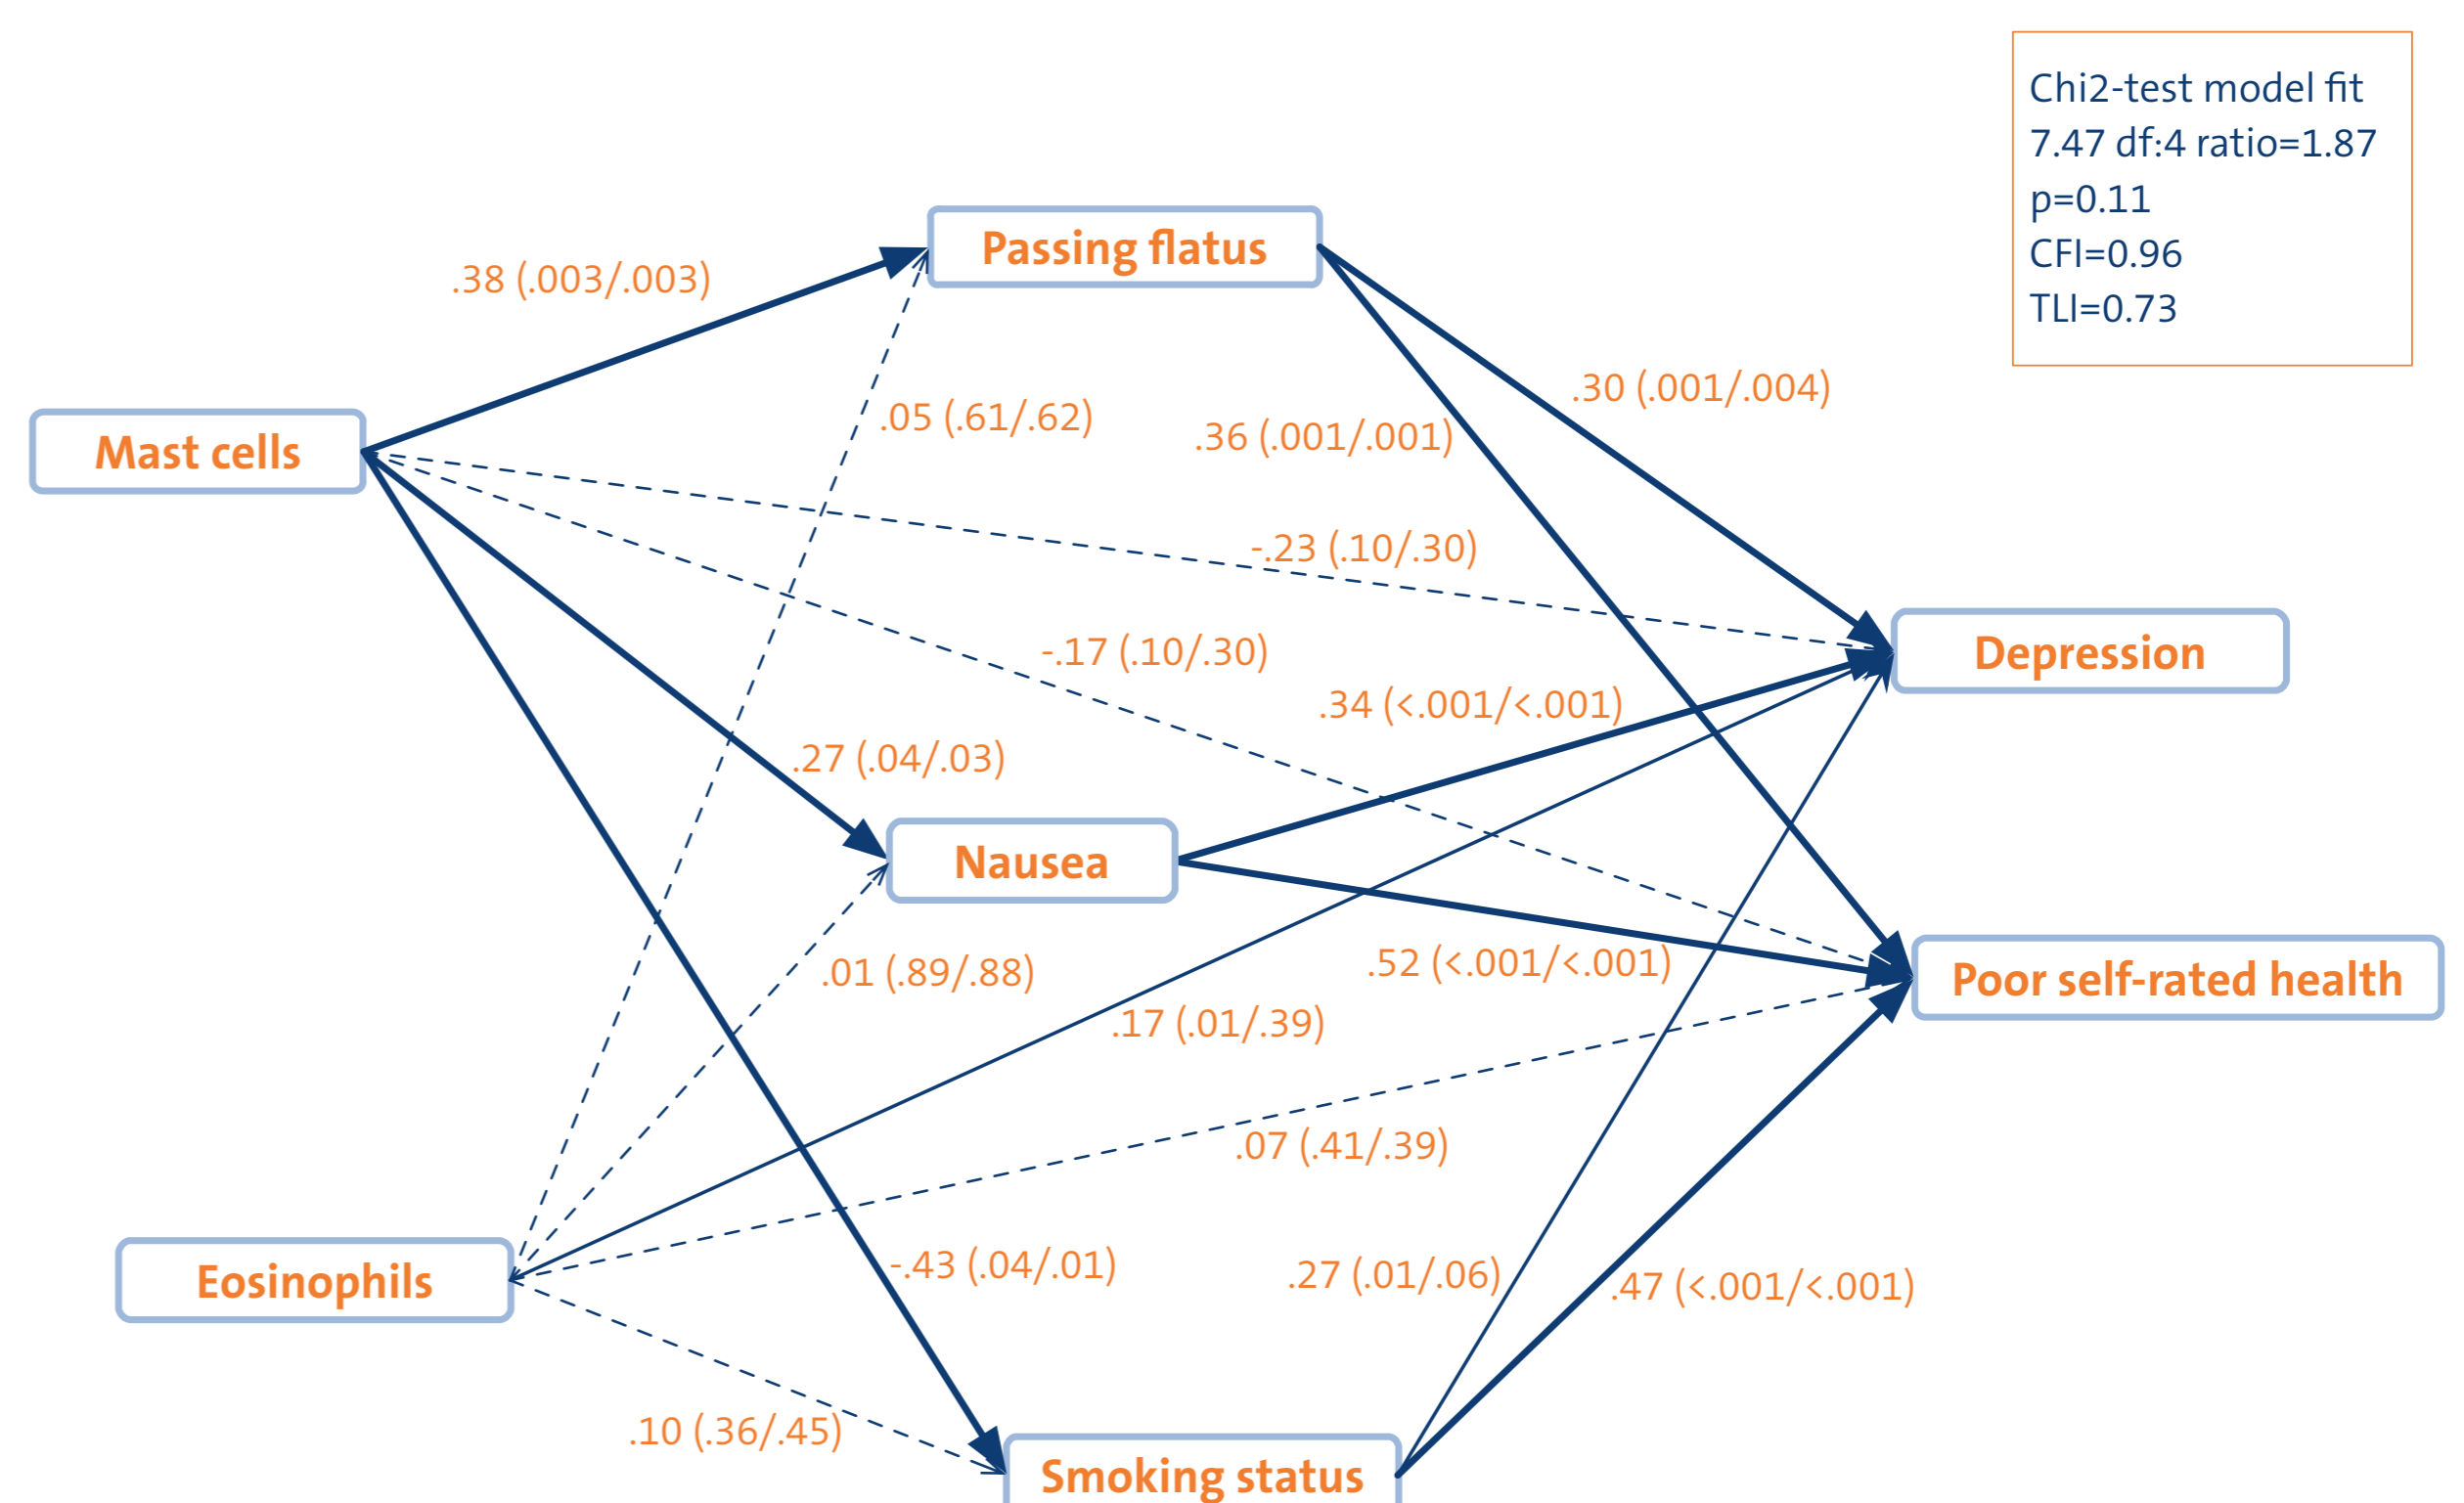 Chi2-test model fit
7.47 df:4 ratio=1.87
p=0.11
CFI=0.96
TLI=0.73
Passing flatus
.38 (.003/.003)
.30 (.001/.004)
.05 (.61/.62)
.36 (.001/.001)
Mast cells
-.23 (.10/.30)
-.17 (.10/.30)
Depression
.34 (<.001/<.001)
.27 (.04/.03)
Nausea
.52 (<.001/<.001)
.01 (.89/.88)
Poor self-rated health
.17 (.01/.39)
.07 (.41/.39)
Eosinophils
-.43 (.04/.01)
.27 (.01/.06)
.47 (<.001/<.001)
.10 (.36/.45)
Smoking status